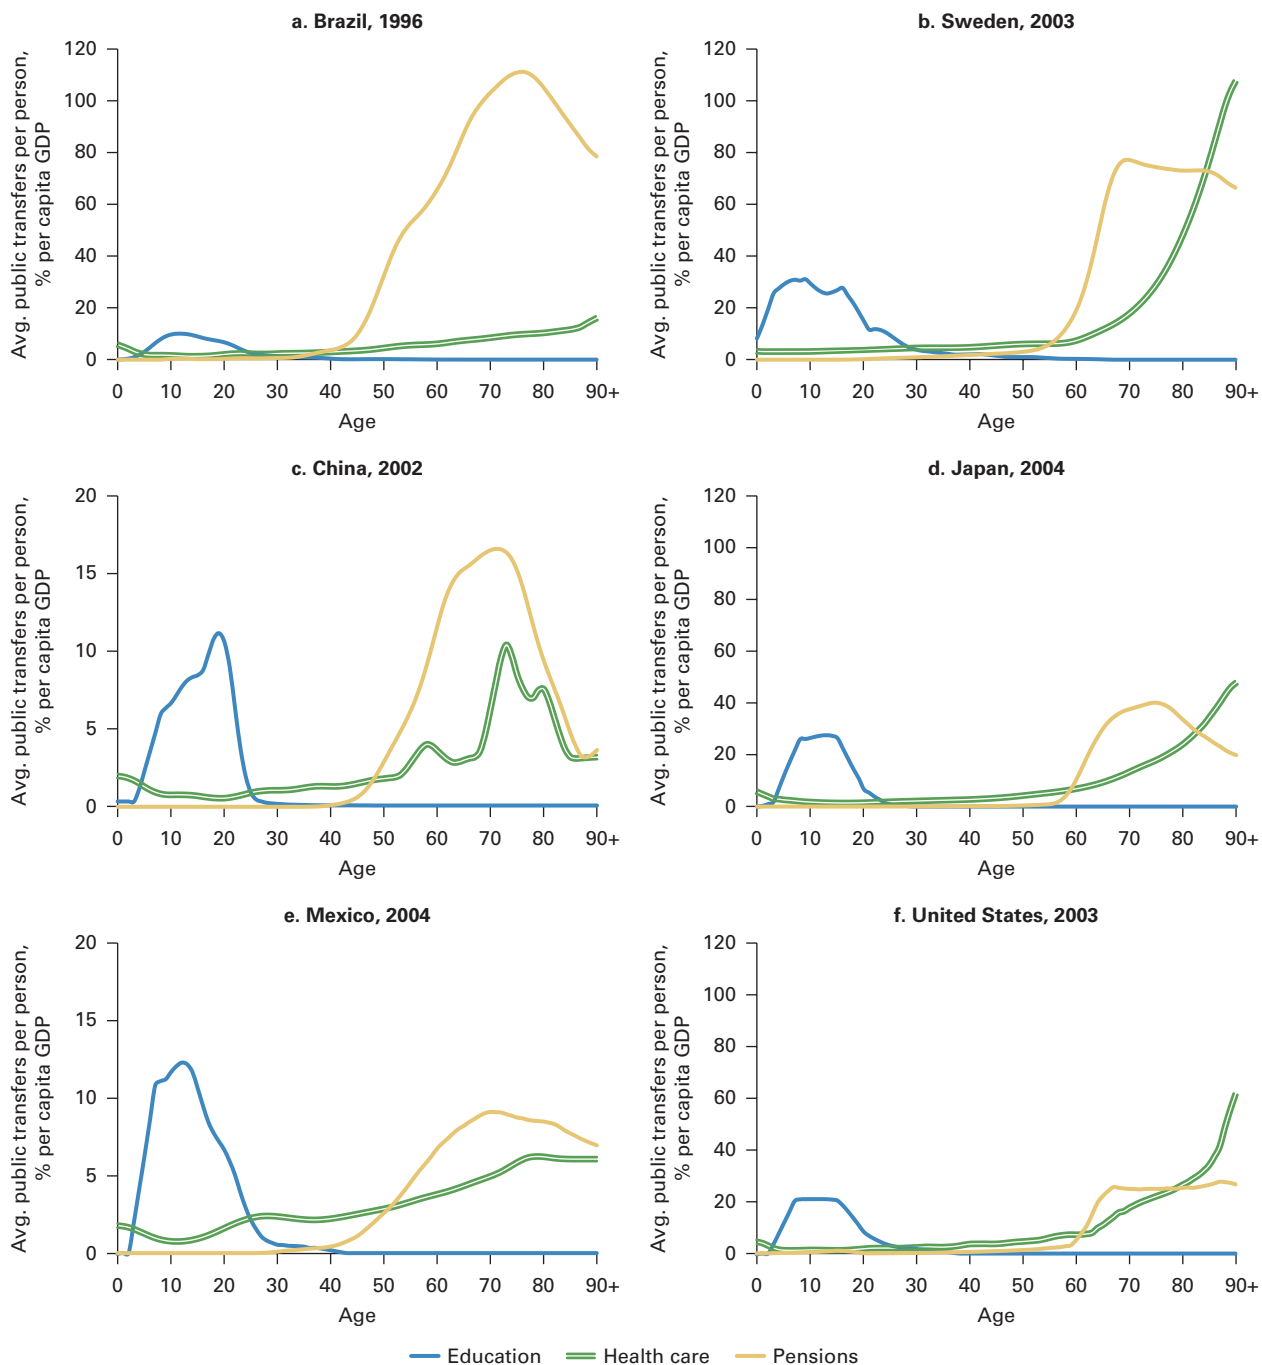 a. Brazil, 1996
Avg. public transfers per person,
% per capita GDP
120
100
80
60
40
20
0
0 10 20 30 40 50 60 70 80 90+
Age
b. Sweden, 2003
Avg. public transfers per person,
% per capita GDP
120
100
80
60
40
20
0
0 10 20 30 40 50 60 70 80 90+
Age
c. China, 2002
Avg. public transfers per person,
% per capita GDP
20
15
10
5
0
0 10 20 30 40 50 60 70 80 90+
Age
d. Japan, 2004
Avg. public transfers per person,
% per capita GDP
120
100
80
60
40
20
0
0 10 20 30 40 50 60 70 80 90+
Age
e. Mexico, 2004
Avg. public transfers per person,
% per capita GDP
20
15
10
5
0
0 10 20 30 40 50 60 70 80 90+
Age
f. United States, 2003
Avg. public transfers per person,
% per capita GDP
120
100
80
60
40
20
0
0 10 20 30 40 50 60 70 80 90+
Age
Education Health care Pensions